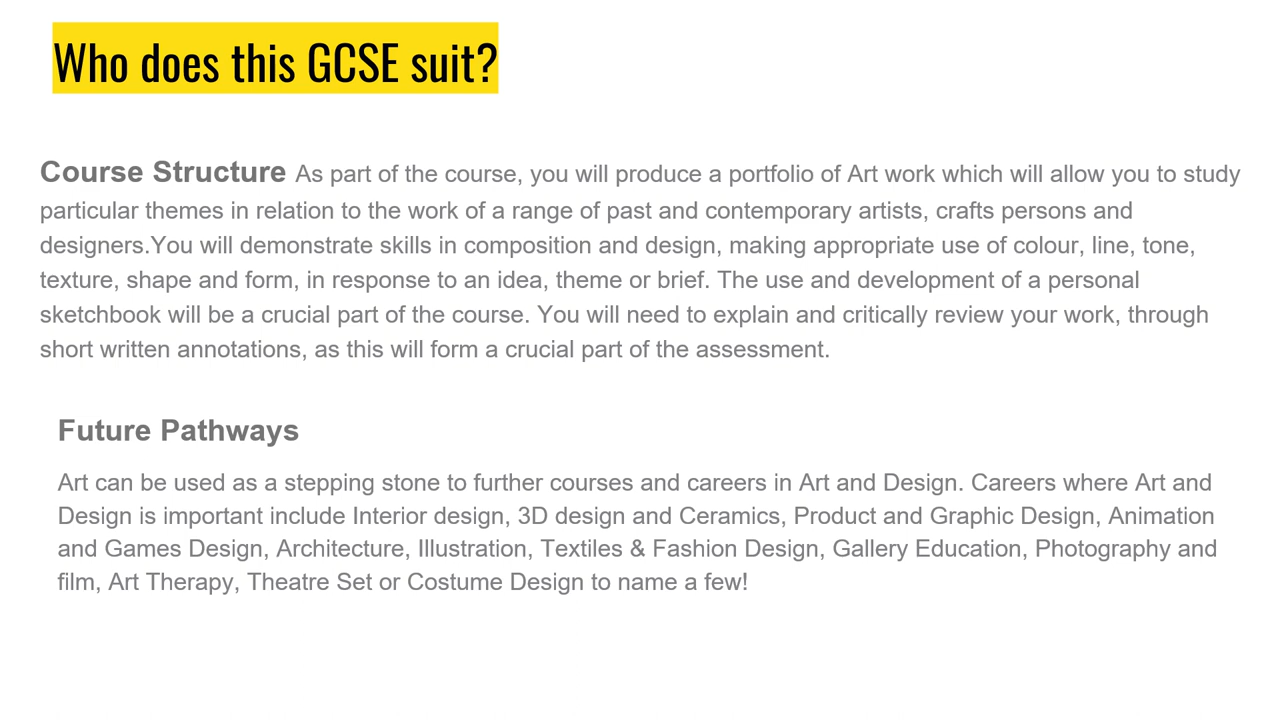 Who does this GCSE suit?
Course Structure As part of the course, you will produce a portfolio of Art work which will allow you to study
particular themes in relation to the work of a range of past and contemporary artists, crafts persons and
designers.You will demonstrate skills in composition and design, making appropriate use of colour, line, tone,
texture, shape and form, in response to an idea, theme or brief. The use and development of a personal
sketchbook will be a crucial part of the course. You will need to explain and critically review your work, through
short written annotations, as this will form a crucial part of the assessment.
Future Pathways
Art can be used as a stepping stone to further courses and careers in Art and Design. Careers where Art and
Design is important include Interior design, 3D design and Ceramics, Product and Graphic Design, Animation
and Games Design, Architecture, Illustration, Textiles & Fashion Design, Gallery Education, Photography and
film, Art Therapy, Theatre Set or Costume Design to name a few!